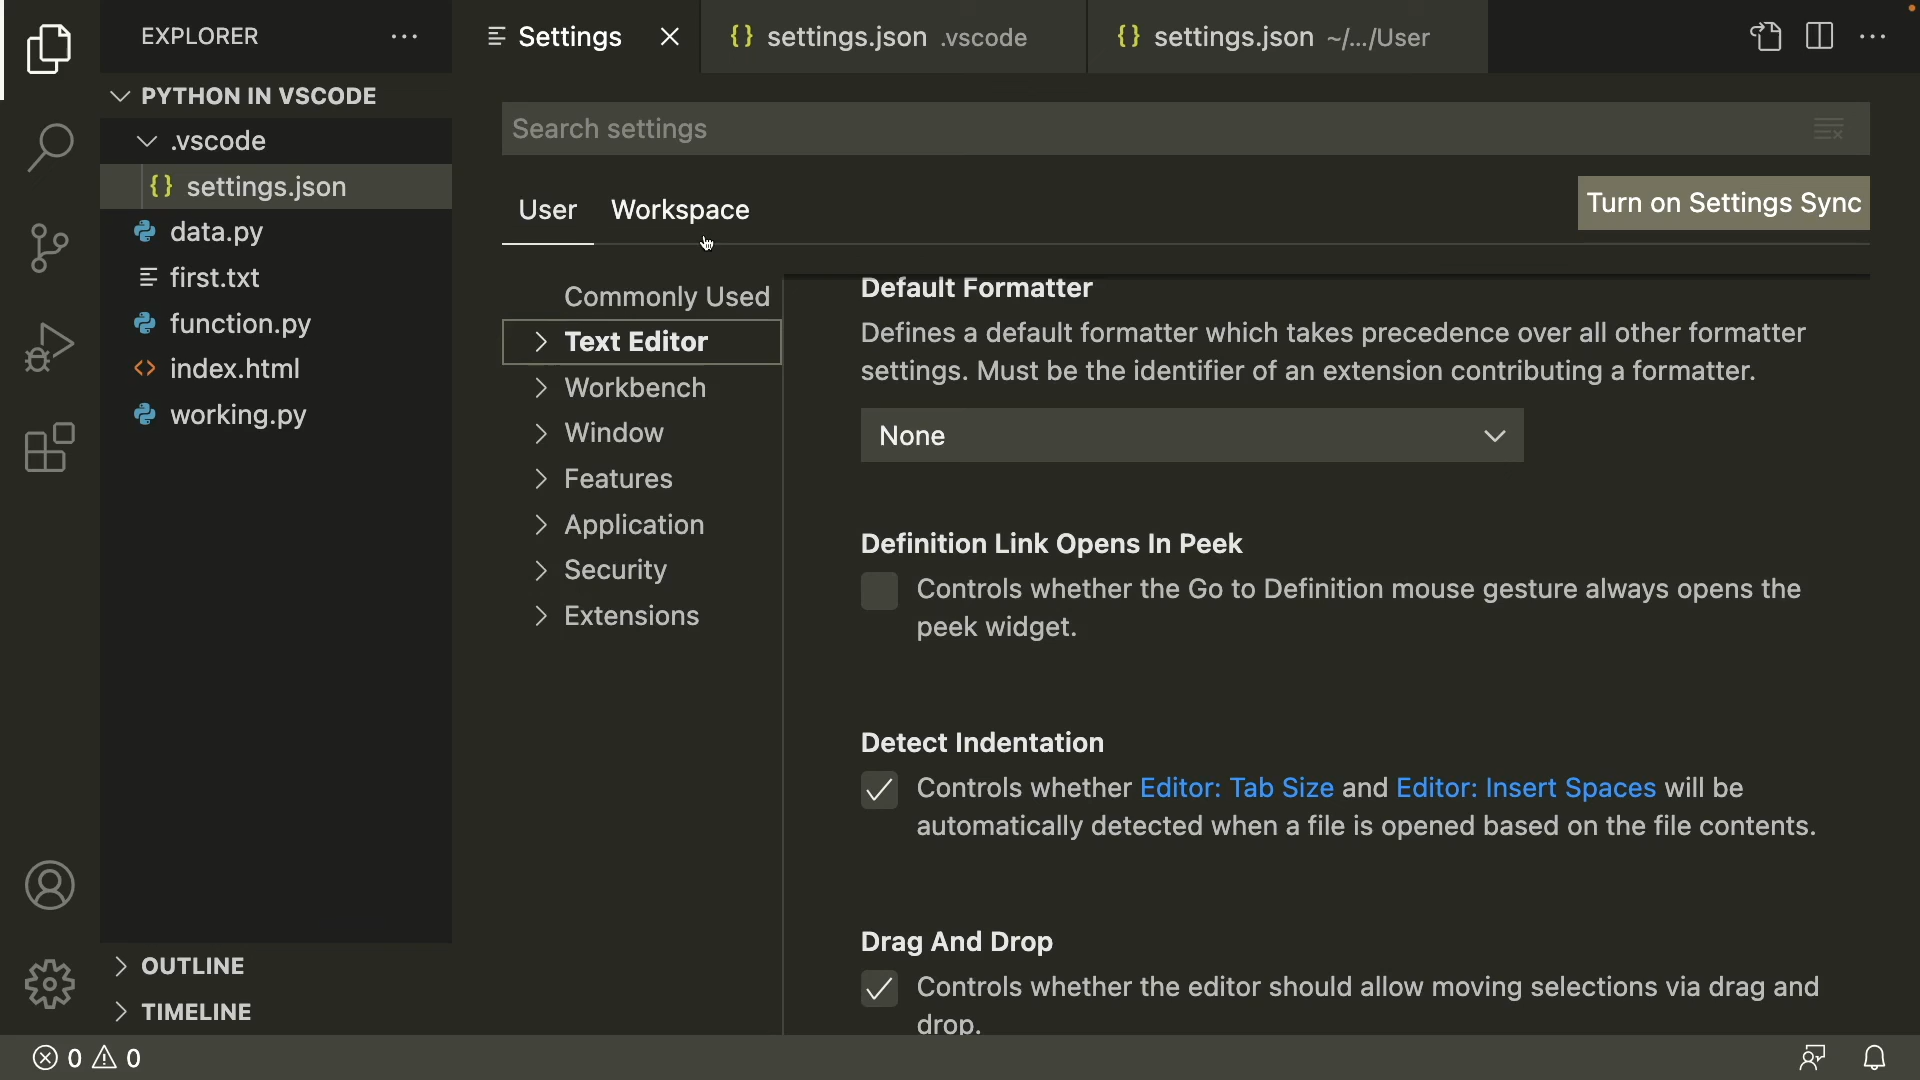 EXPLORER
PYTHON IN VSCODE
.vscode
settings.json
data.py
first.txt
function.py
index.html
working.py
OUTLINE
TIMELINE
Settings
settings.json .vscode
settings.json ~/.../User
Search settings
User Workspace
Turn on Settings Sync
Commonly Used
Text Editor
Workbench
Window
Features
Application
Security
Extensions
Default Formatter
Defines a default formatter which takes precedence over all other formatter
settings. Must be the identifier of an extension contributing a formatter.
None
Definition Link Opens In Peek
Controls whether the Go to Definition mouse gesture always opens the
peek widget.
Detect Indentation
Controls whether Editor: Tab Size and Editor: Insert Spaces will be
automatically detected when a file is opened based on the file contents.
Drag And Drop
Controls whether the editor should allow moving selections via drag and
drop.
0 0